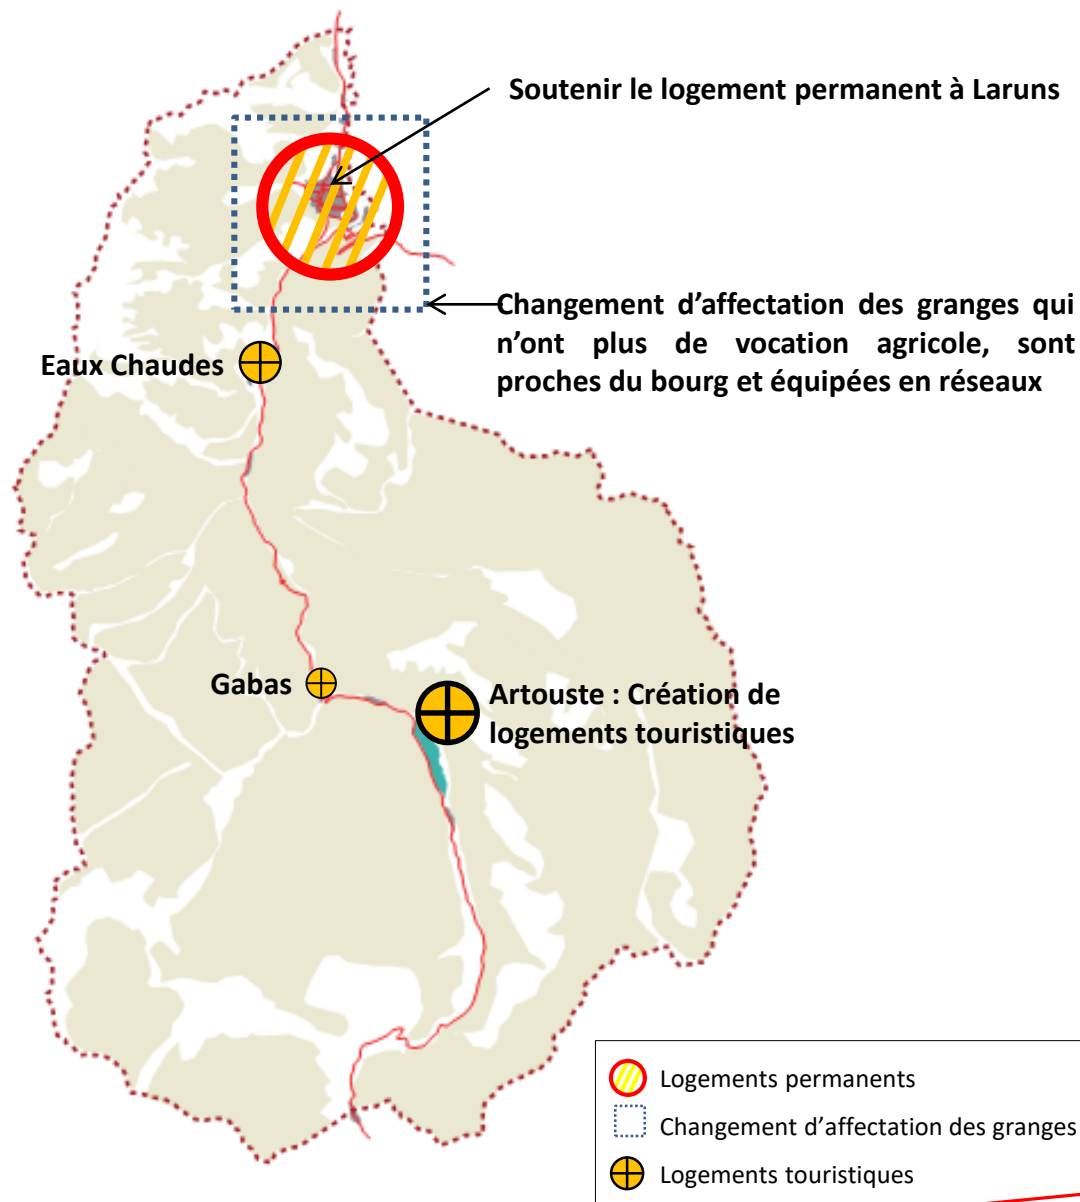 Soutenir le logement permanent à Laruns
Changement d’affectation des granges qui
n’ont plus de vocation agricole, sont
proches du bourg et équipées en réseaux
Eaux Chaudes
Gabas
Artouste : Création de
logements touristiques
Logements permanents
Changement d’affectation des granges
Logements touristiques